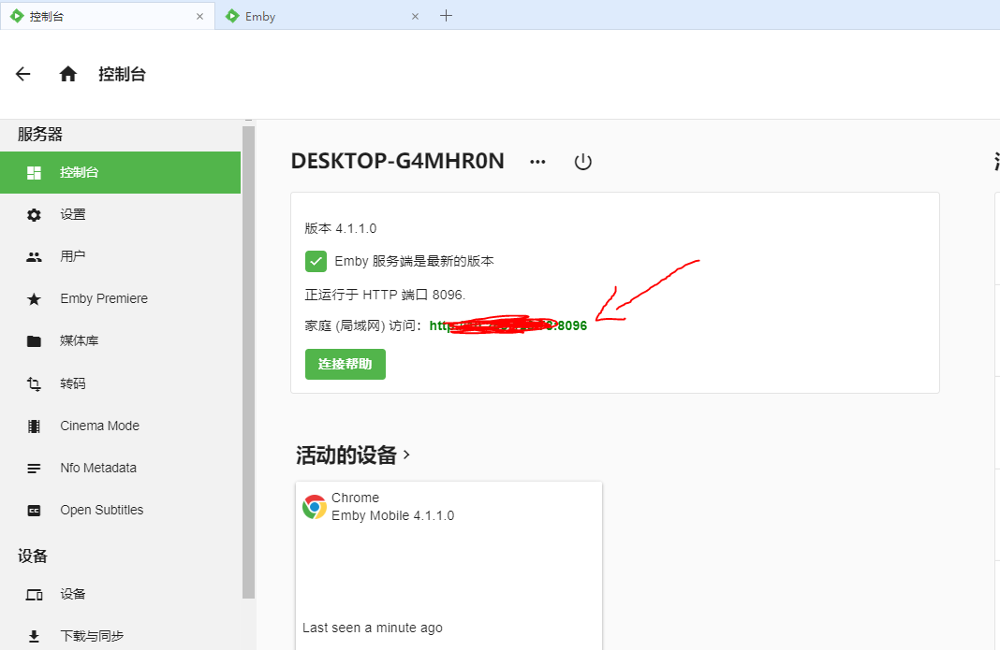 控制台
Emby
控制台
服务器
控制台
设置
用户
Emby Premiere
媒体库
转码
Cinema Mode
Nfo Metadata
Open Subtitles
设备
设备
下载与同步
DESKTOP-G4MHR0N
版本 4.1.1.0
Emby 服务端是最新的版本
正运行于 HTTP 端口 8096.
家庭 (局域网) 访问: http :8096
连接帮助
活动的设备
Chrome
Emby Mobile 4.1.1.0
Last seen a minute ago